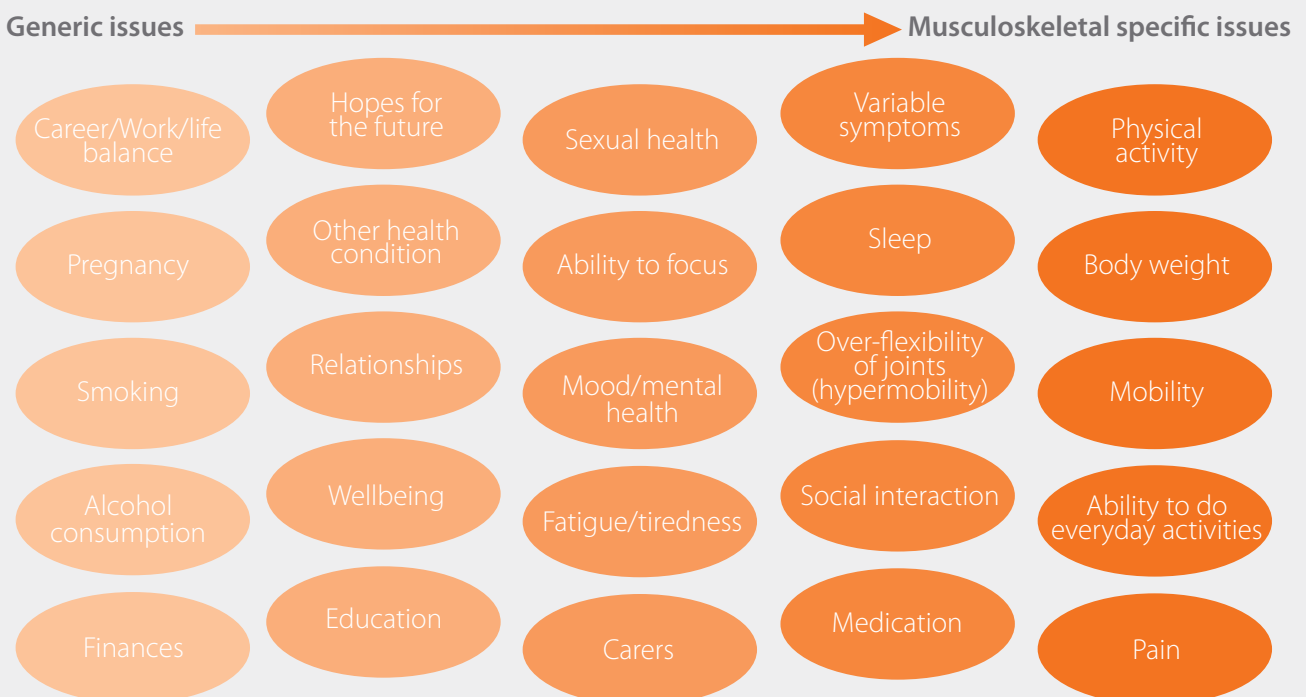 Generic issues
Musculoskeletal specific issues
Career/Work/life
balance
Pregnancy
Smoking
Alcohol
consumption
Finances
Hopes for
the future
Other health
condition
Relationships
Wellbeing
Education
Sexual health
Ability to focus
Mood/mental
health
Fatigue/tiredness
Carers
Variable
symptoms
Sleep
Over-flexibility
of joints
(hypermobility)
Social interaction
Medication
Physical
activity
Body weight
Mobility
Ability to do
everyday activities
Pain